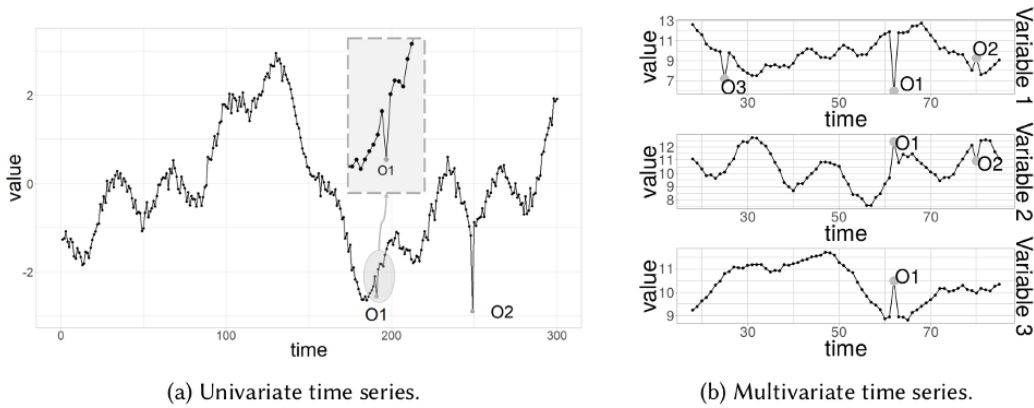 value
2
0
-2
0
100
200
300
time
O1
O1
O2
(a) Univariate time series.
value
13
11
9
7
30
50
70
time
O3
O1
O2
Variable 1
value
12
11
10
9
8
30
50
70
time
O1
O2
Variable 2
value
11
10
9
30
50
70
time
O1
Variable 3
(b) Multivariate time series.